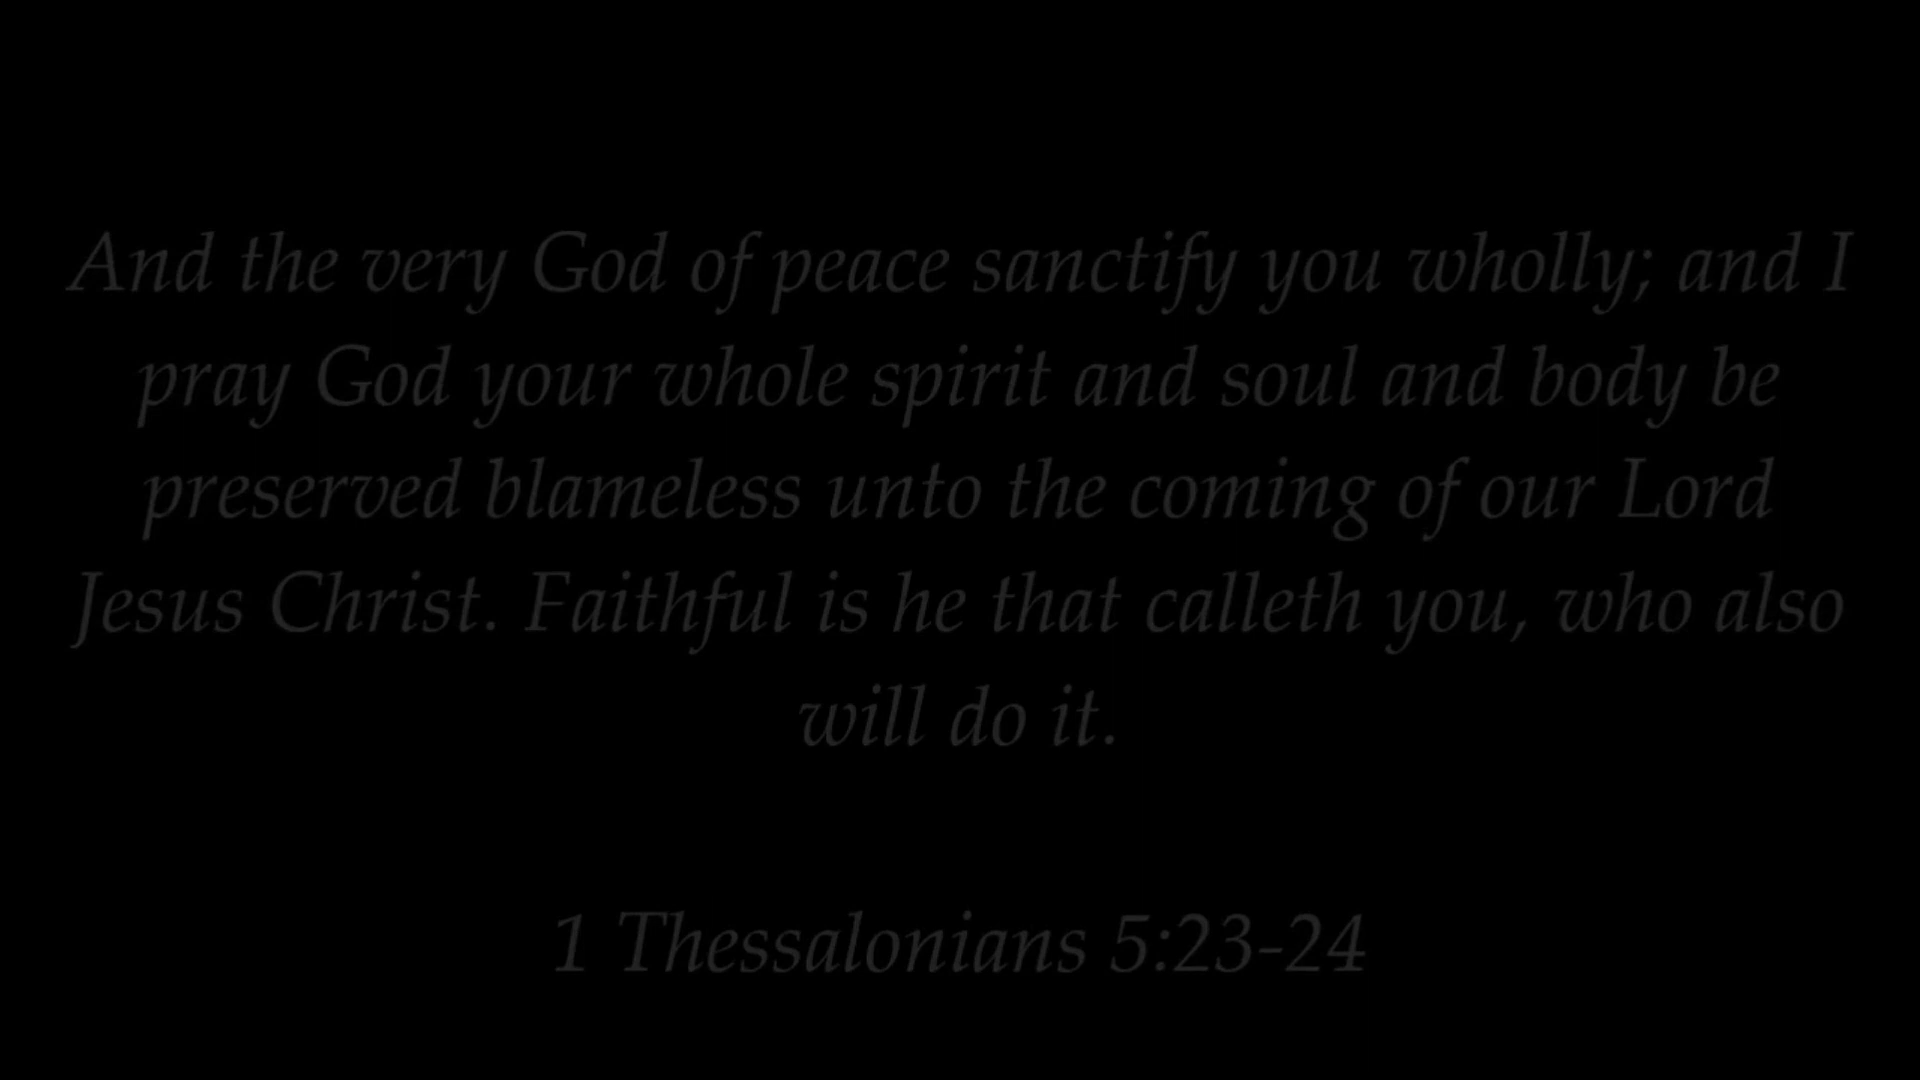 And the very God of peace sanctify you wholly; and I
pray God your whole spirit and soul and body be
preserved blameless unto the coming of our Lord
Jesus Christ. Faithful is he that calleth you, who also
will do it.
1 Thessalonians 5:23-24